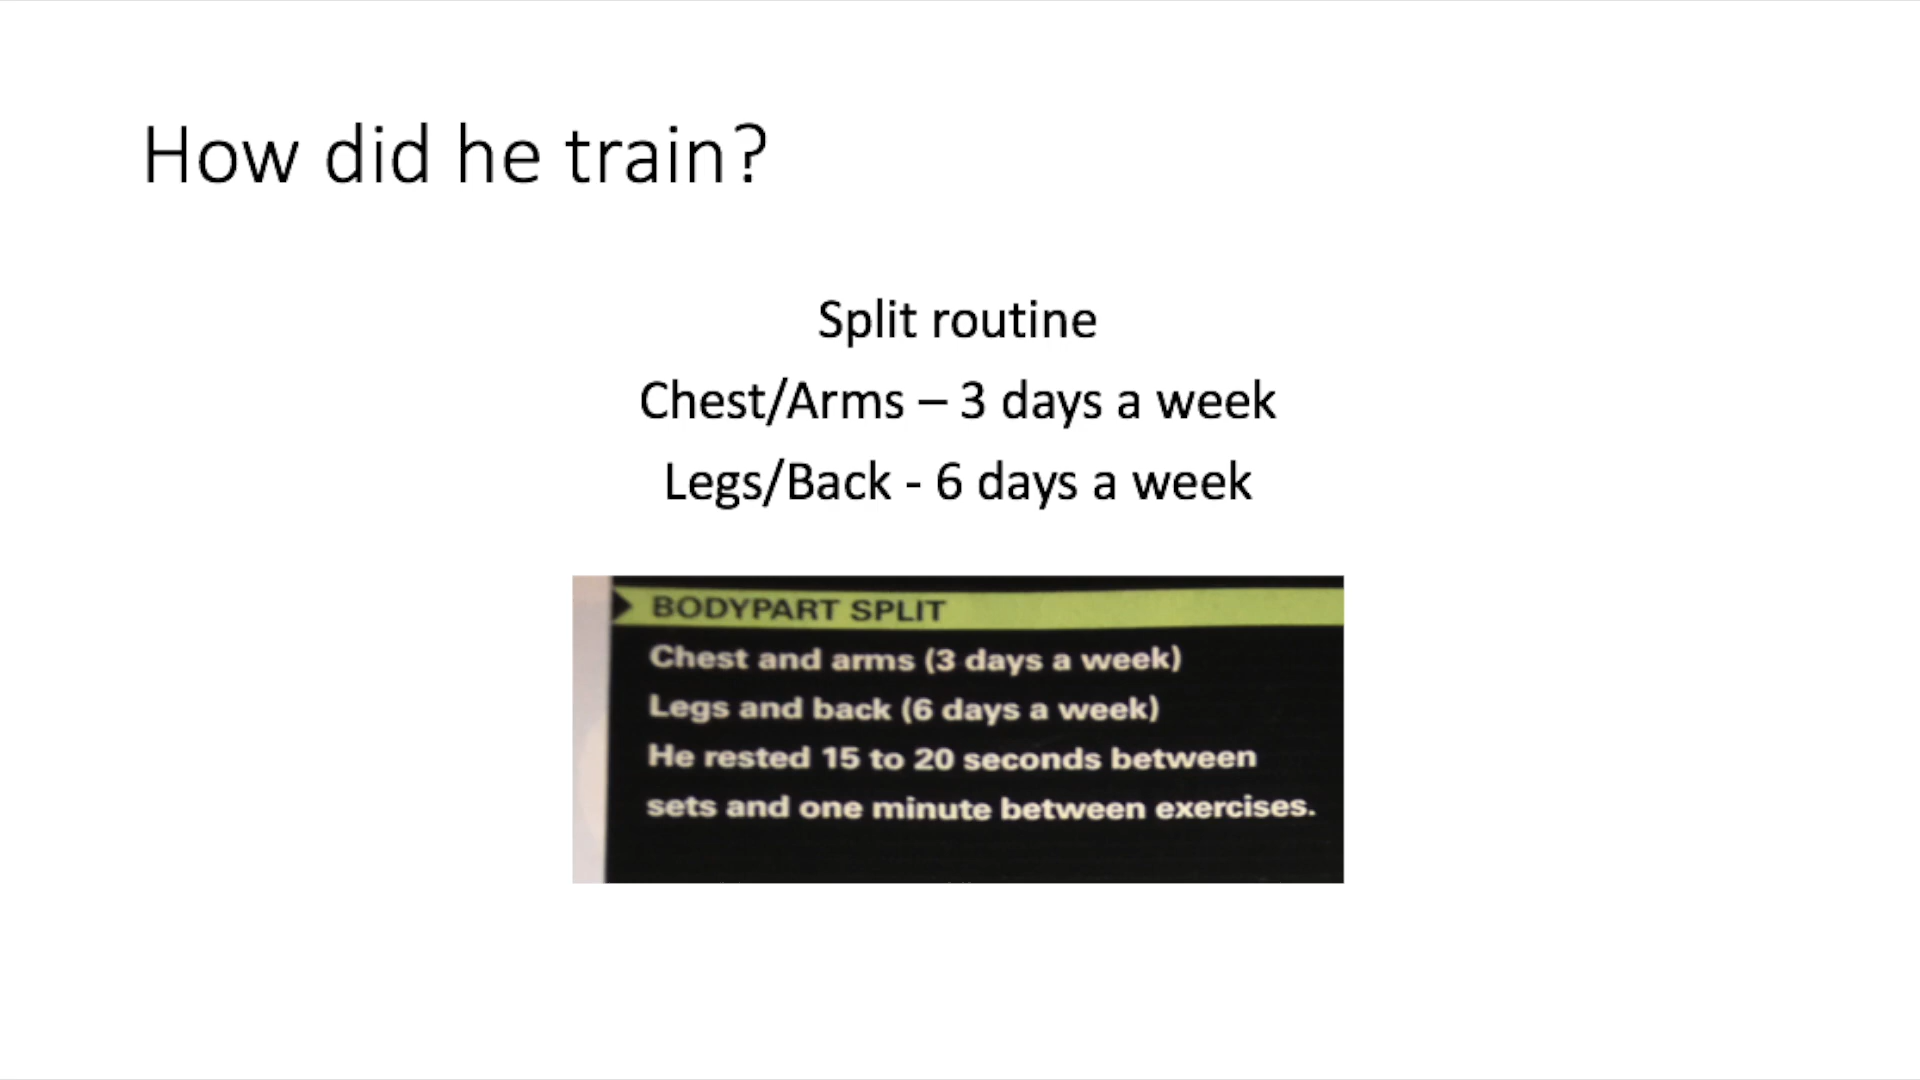 How did he train?
Split routine
Chest/Arms – 3 days a week
Legs/Back - 6 days a week
BODYPART SPLIT
Chest and arms (3 days a week)
Legs and back (6 days a week)
He rested 15 to 20 seconds between
sets and one minute between exercises.